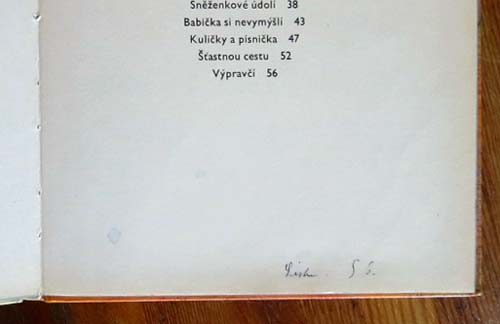 Sněženkové údolí 38
Babička si nevymýšlí 43
Kuličky a písnička 47
Šťastnou cestu 52
Výpravčí 56